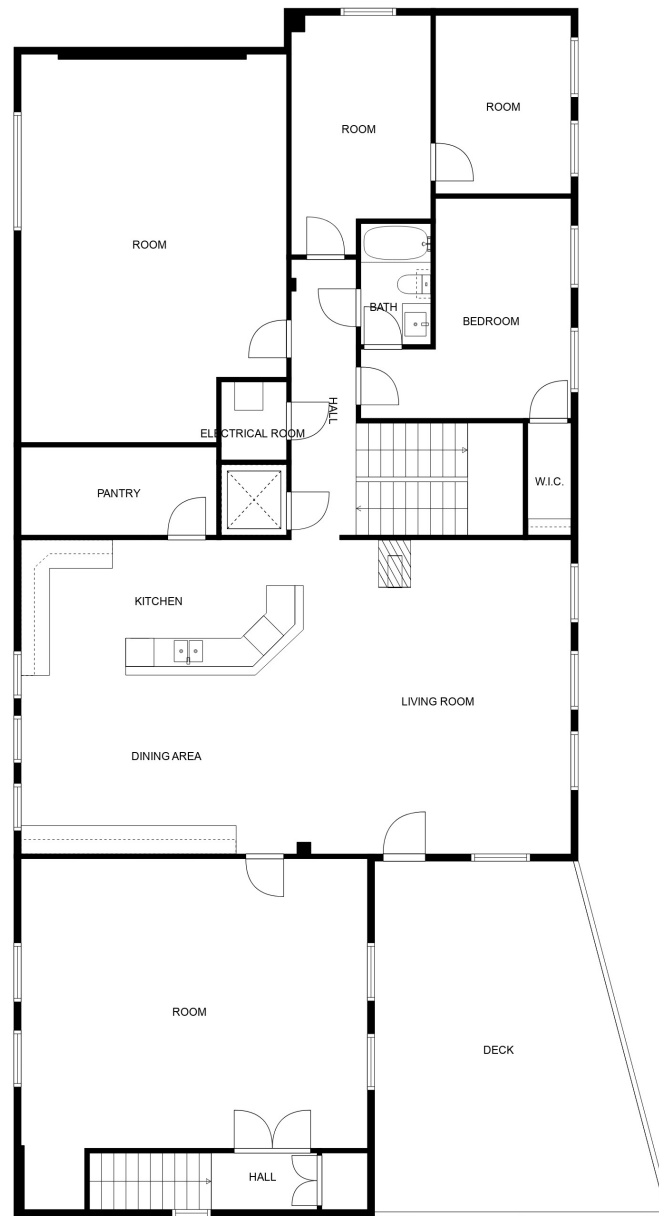 ROOM
ROOM
ROOM
BATH
BEDROOM
HALL
ELECTRICAL ROOM
W.I.C.
PANTRY
KITCHEN
LIVING ROOM
DINING AREA
ROOM
DECK
HALL